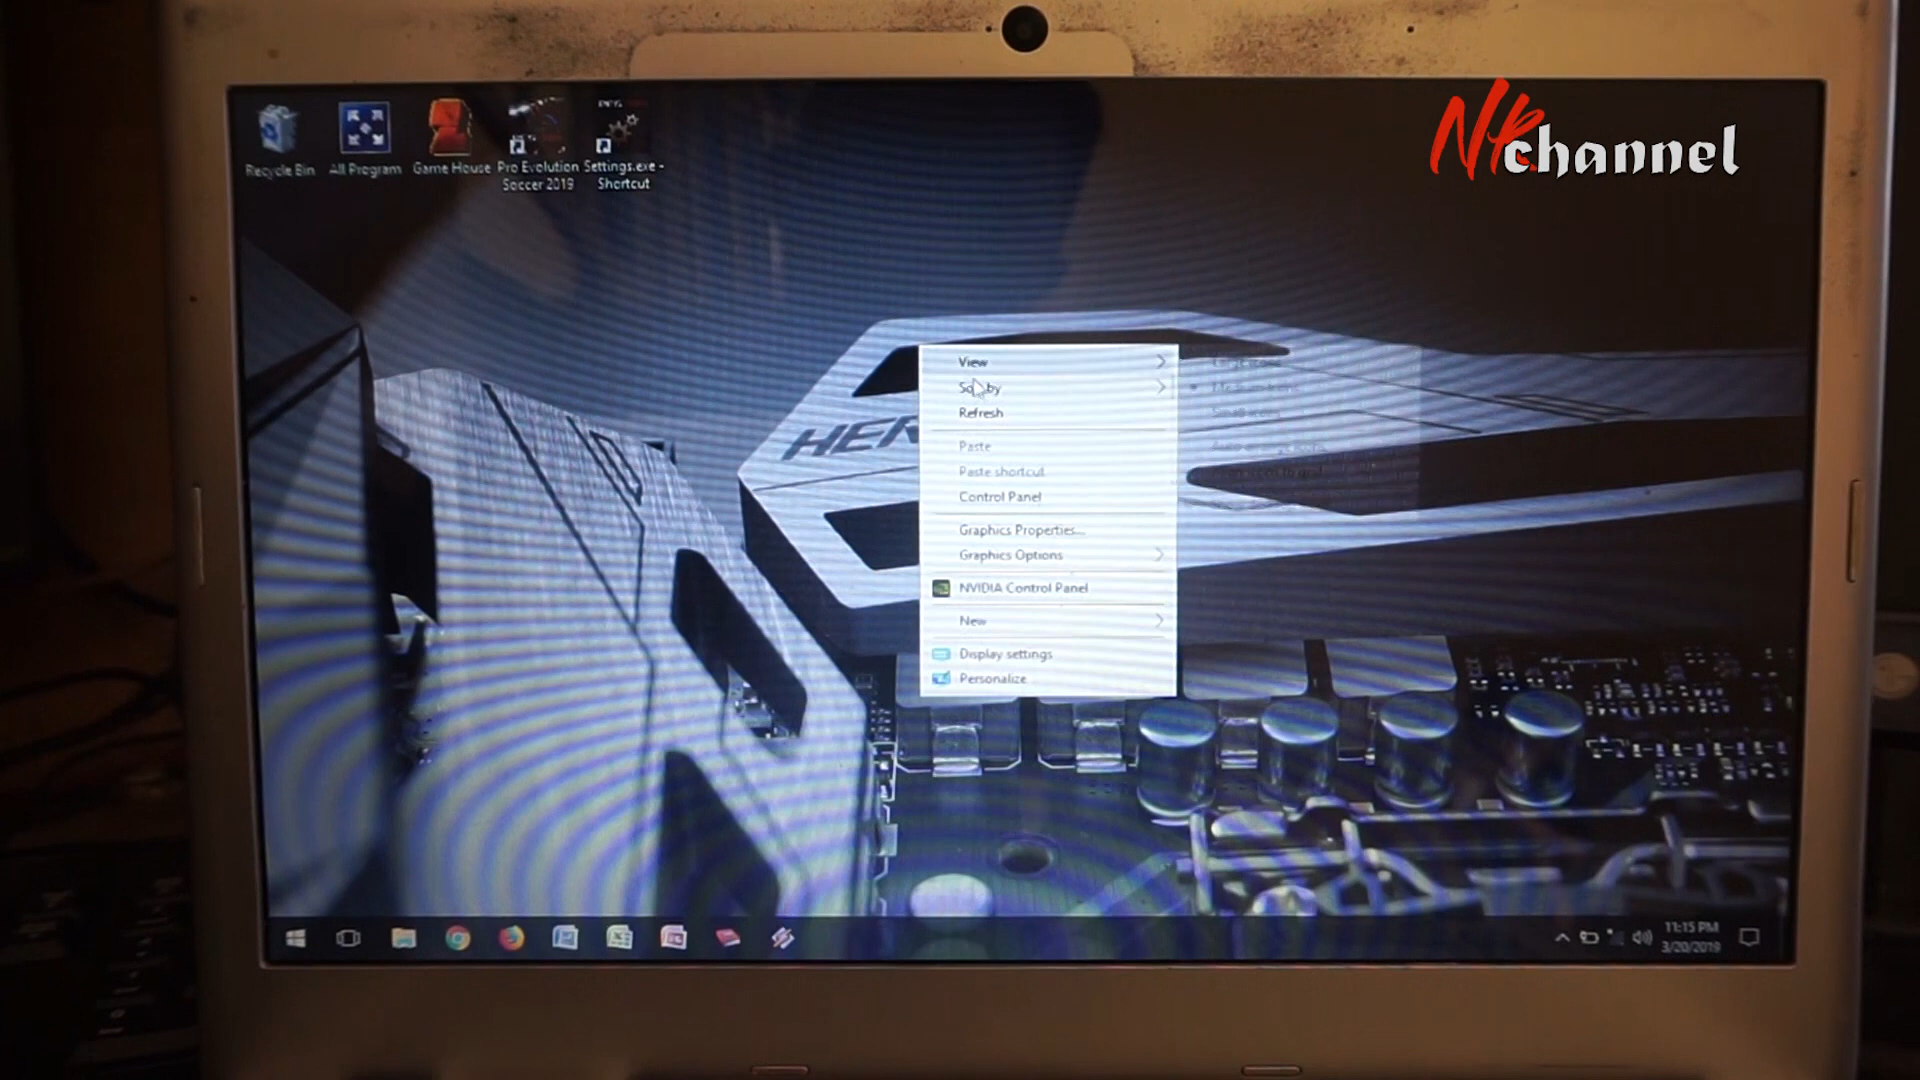 NR channel
Recycle Bin
All Program
Game House
Pro Evolution
Soccer 2019
Settings.exe -
Shortcut
HER
View
Refresh
Paste
Paste shortcut
Control Panel
Graphics Properties...
Graphics Options
NVIDIA Control Panel
New
Display settings
Personalize
11:15 PM
3/20/2019